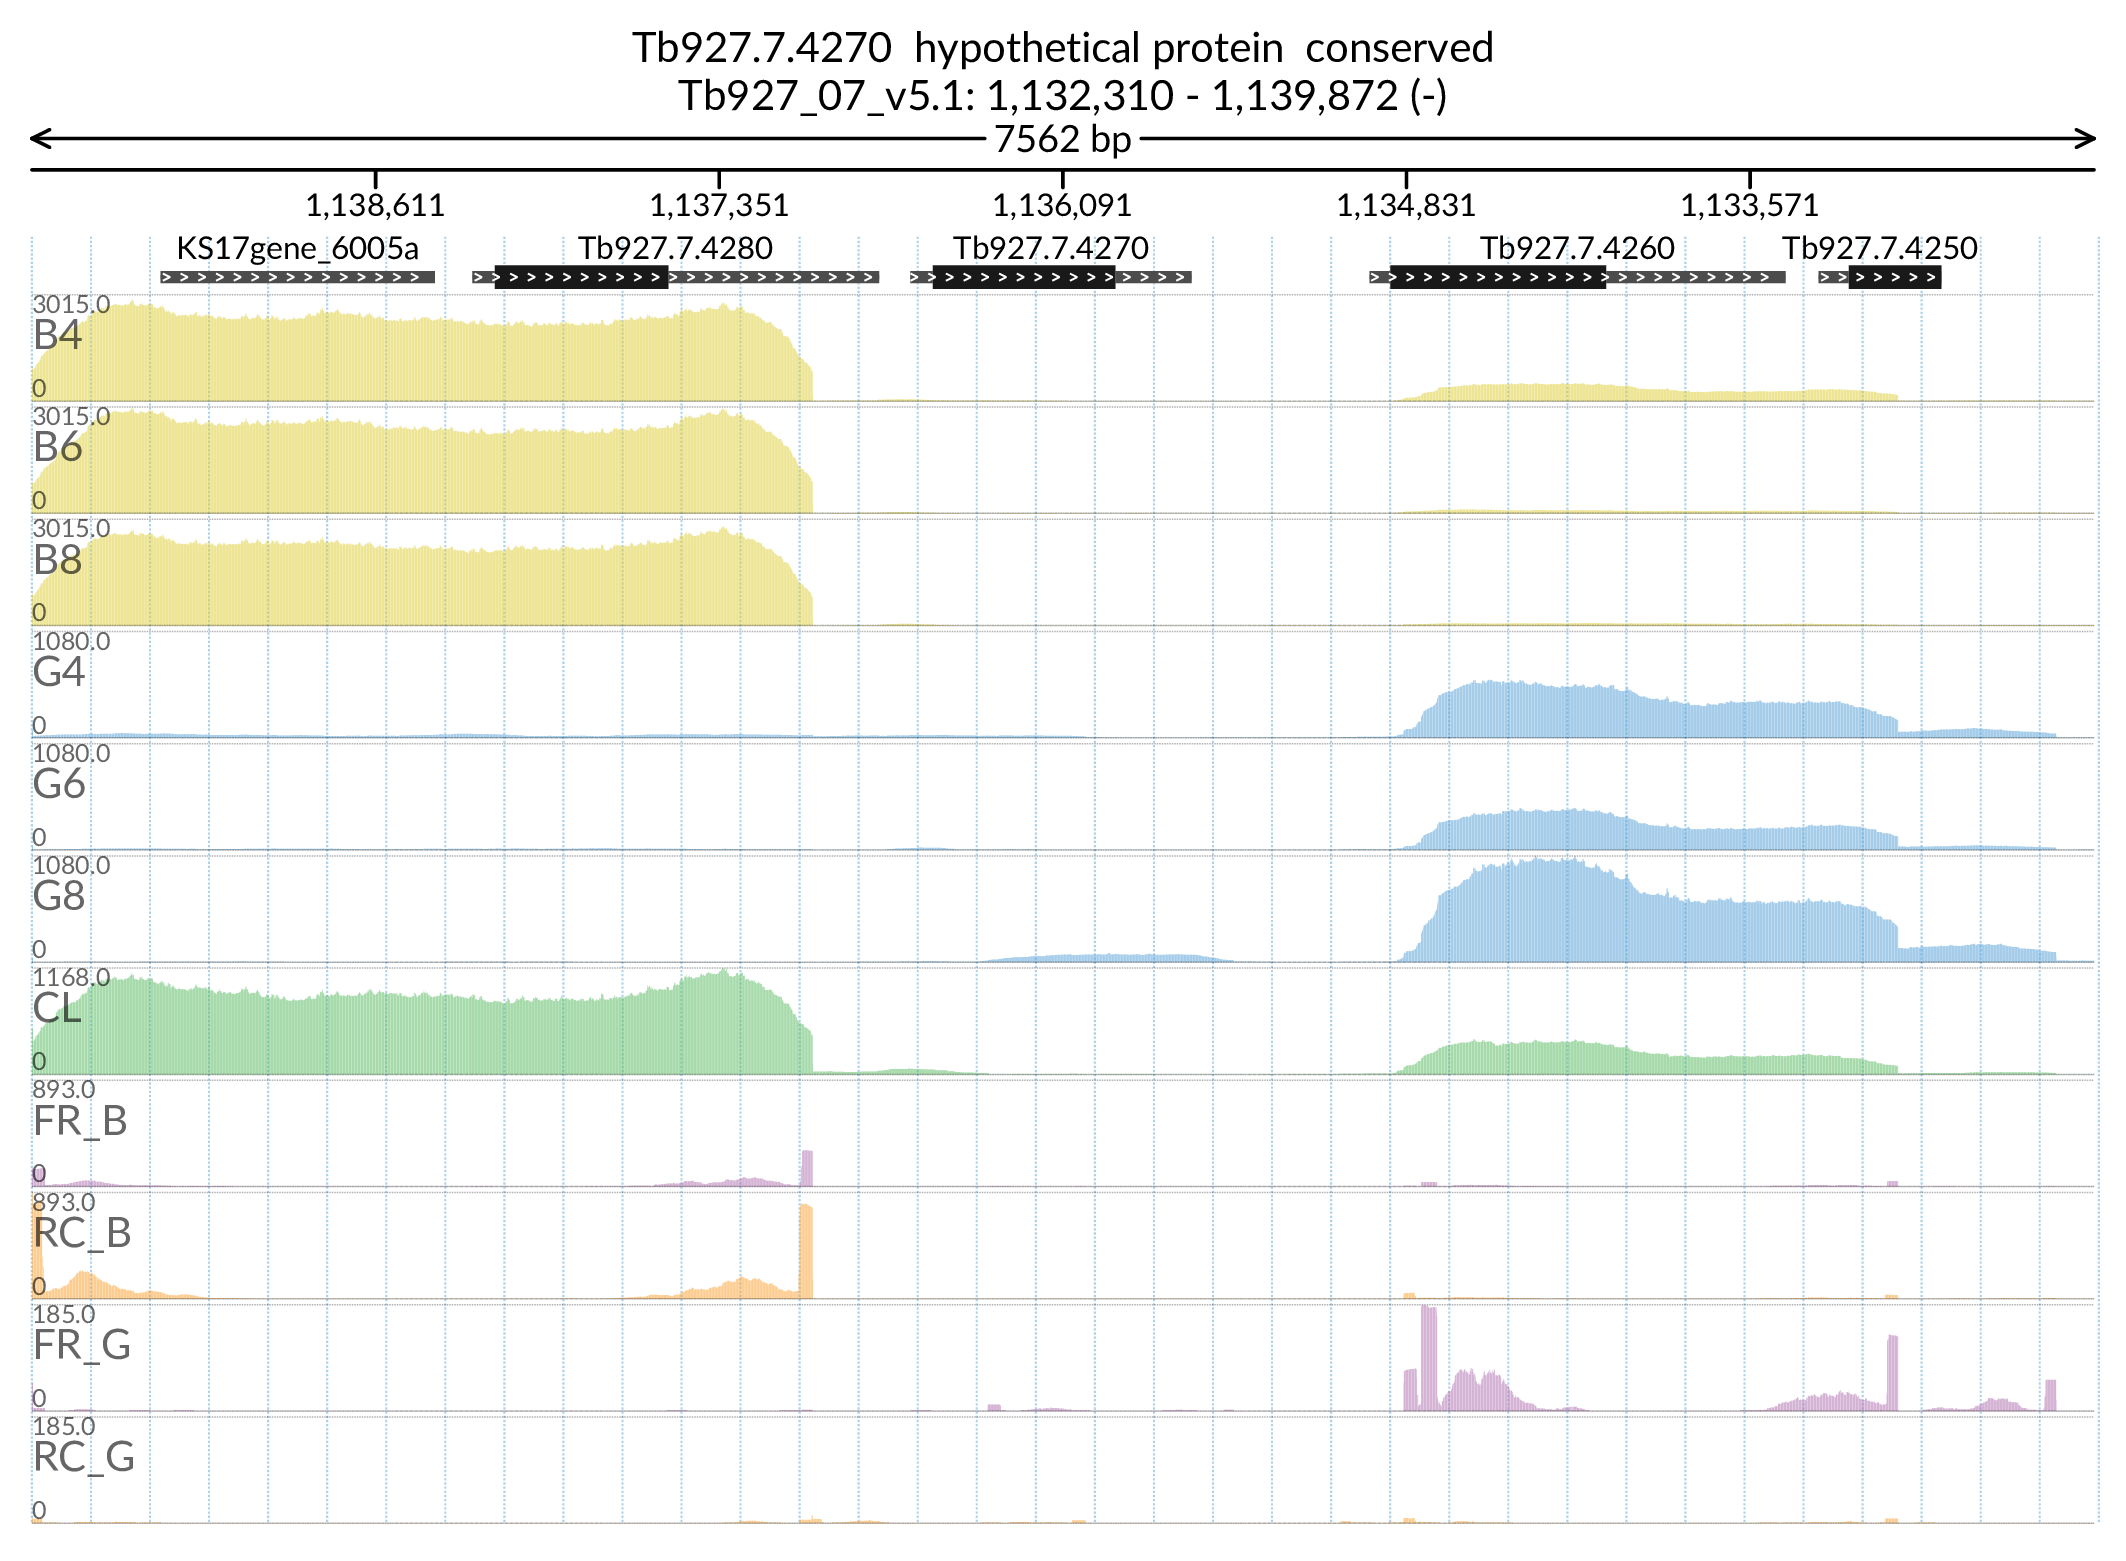 Tb927.7.4270 hypothetical protein conserved
Tb927_07_v5.1: 1,132,310 - 1,139,872 (-)
7562 bp
1,138,611 1,137,351 1,136,091 1,134,831 1,133,571
KS17gene_6005a Tb927.7.4280 Tb927.7.4270 Tb927.7.4260 Tb927.7.4250
3015.0
B4
0
3015.0
B6
0
3015.0
B8
0
1080.0
G4
0
1080.0
G6
0
1080.0
G8
0
1168.0
CL
0
893.0
FR_B
0
893.0
RC_B
0
185.0
FR_G
0
185.0
RC_G
0